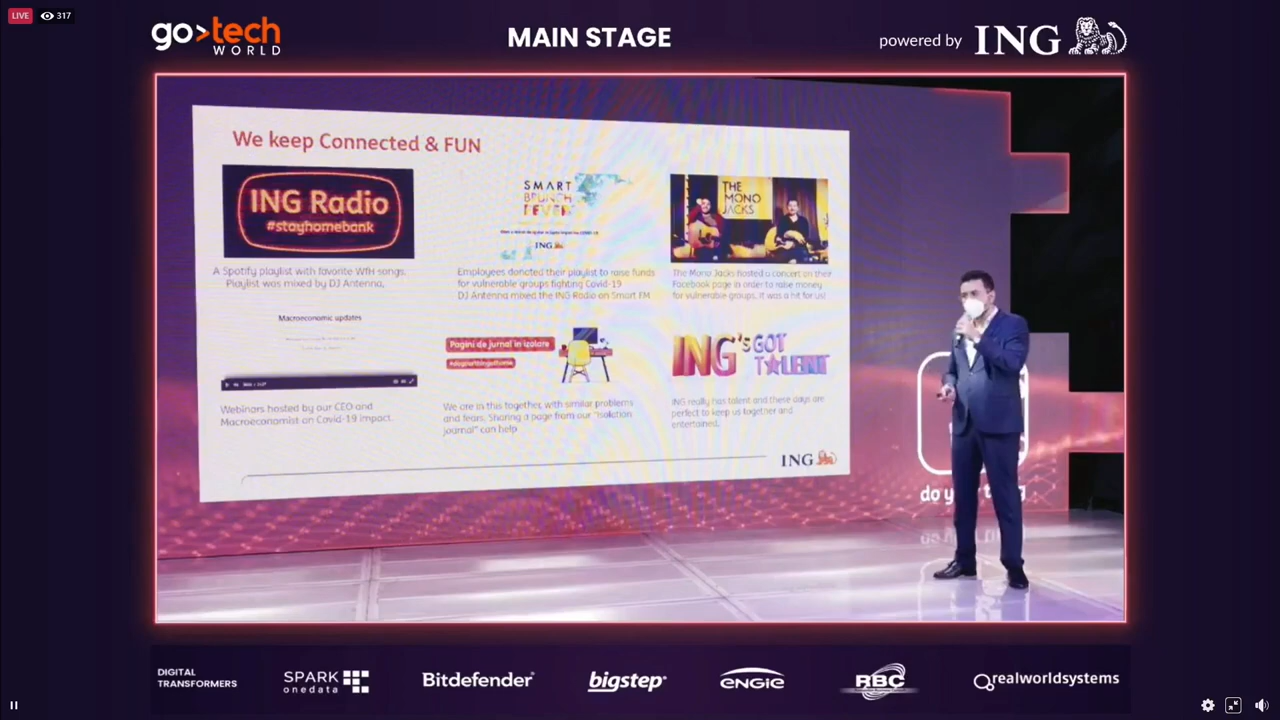 LIVE
317
go>tech
WORLD
MAIN STAGE
powered by
ING
We keep Connected & FUN
ING Radio
#stayhomebank
A Spotify playlist with favorite WfH songs.
Playlist was mixed by DJ Antenna,
SMART
BRUNCH
FEVER
ING
Employees donated their playlist to raise funds
for vulnerable groups fighting Covid-19
DJ Antenna mixed the ING Radio on Smart FM
THE
MONO
JACKS
The Mono Jacks hosted a concert on their
Facebook page in order to raise money
for vulnerable groups. It was a hit for us!
Macroeconomic updates
Webinars hosted by our CEO and
Macroeconomist on Covid-19 impact.
Pagini de jurnal in izolare
We are in this together, with similar problems
and fears. Sharing a page from our "isolation
journal" can help
ING'S GOT
TALENT
ING really has talent and these days are
perfect to keep us together and
entertained.
ING
do your thing
DIGITAL
TRANSFORMERS
SPARK
onedata
Bitdefender
bigstep
ENGIE
RBC
realworldsystems